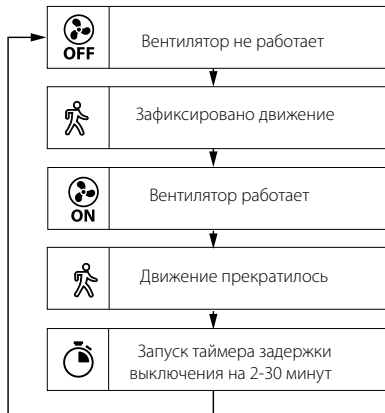 OFF
Вентилятор не работает
Зафиксировано движение
ON
Вентилятор работает
Движение прекратилось
Запуск таймера задержки
выключения на 2-30 минут